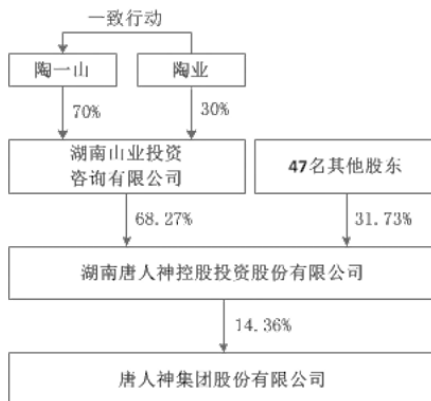 一致行动
陶一山
陶业
70%
30%
湖南山业投资
咨询有限公司
47名其他股东
68.27%
31.73%
湖南唐人神控股投资股份有限公司
14.36%
唐人神集团股份有限公司